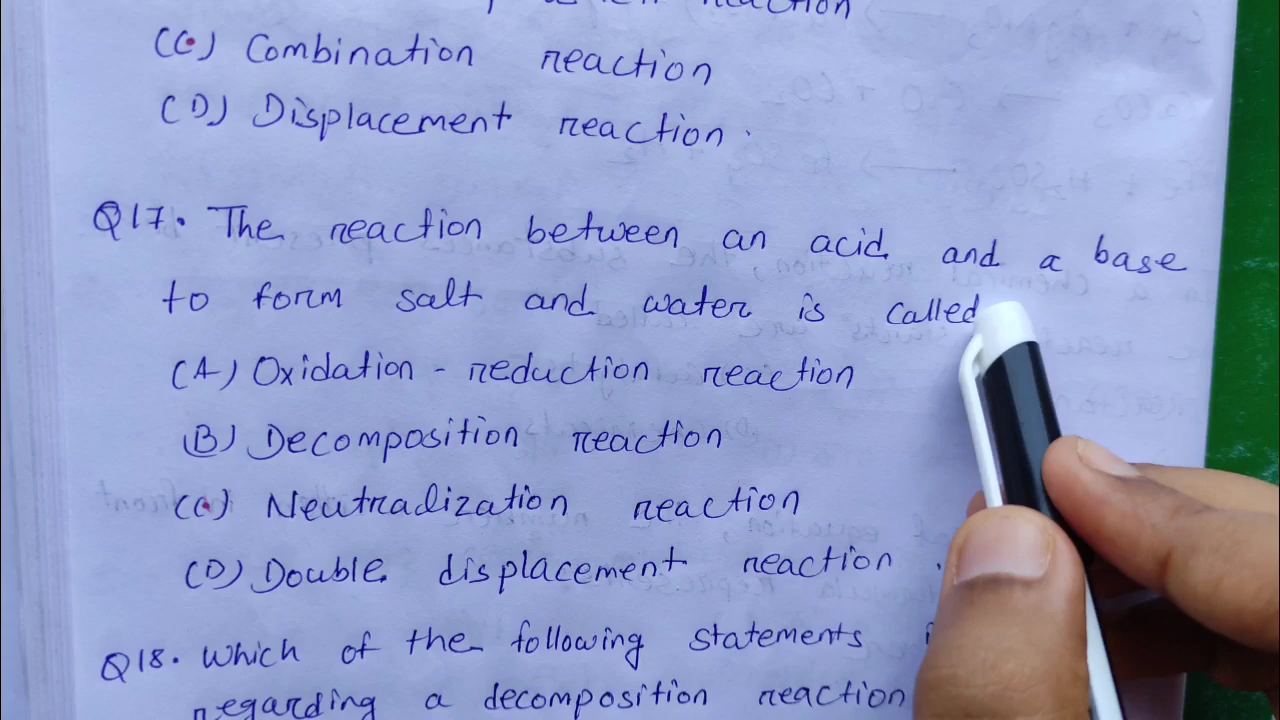 reaction
(C) Combination reaction
(D) Displacement reaction.
Q17. The reaction between an acid and a base
to form salt and water is called
(A) Oxidation - reduction reaction
(B) Decomposition reaction
(C) Neutralization reaction
(D) Double displacement reaction.
Q18. Which of the following statements
regarding a decomposition reaction